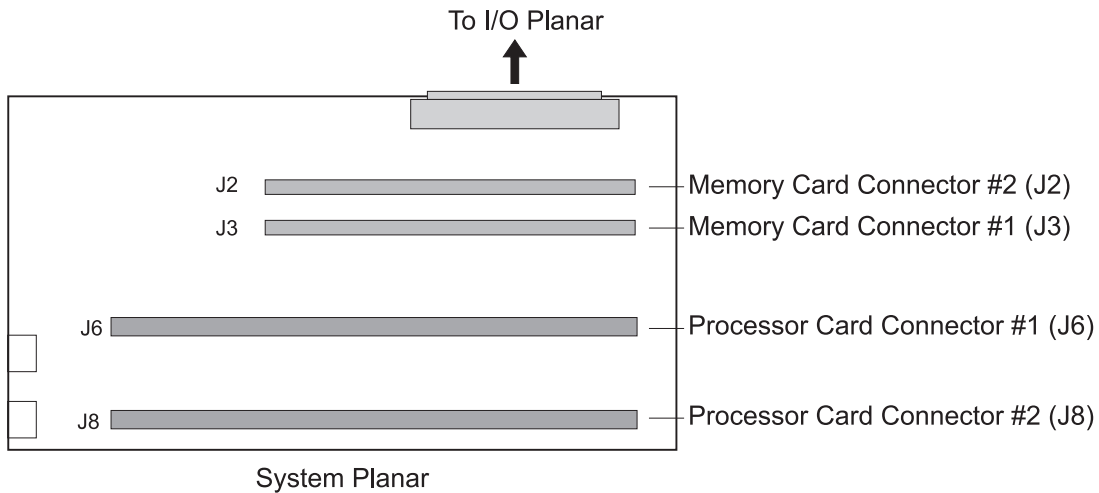 To I/O Planar
J2
Memory Card Connector #2 (J2)
J3
Memory Card Connector #1 (J3)
J6
Processor Card Connector #1 (J6)
J8
Processor Card Connector #2 (J8)
System Planar